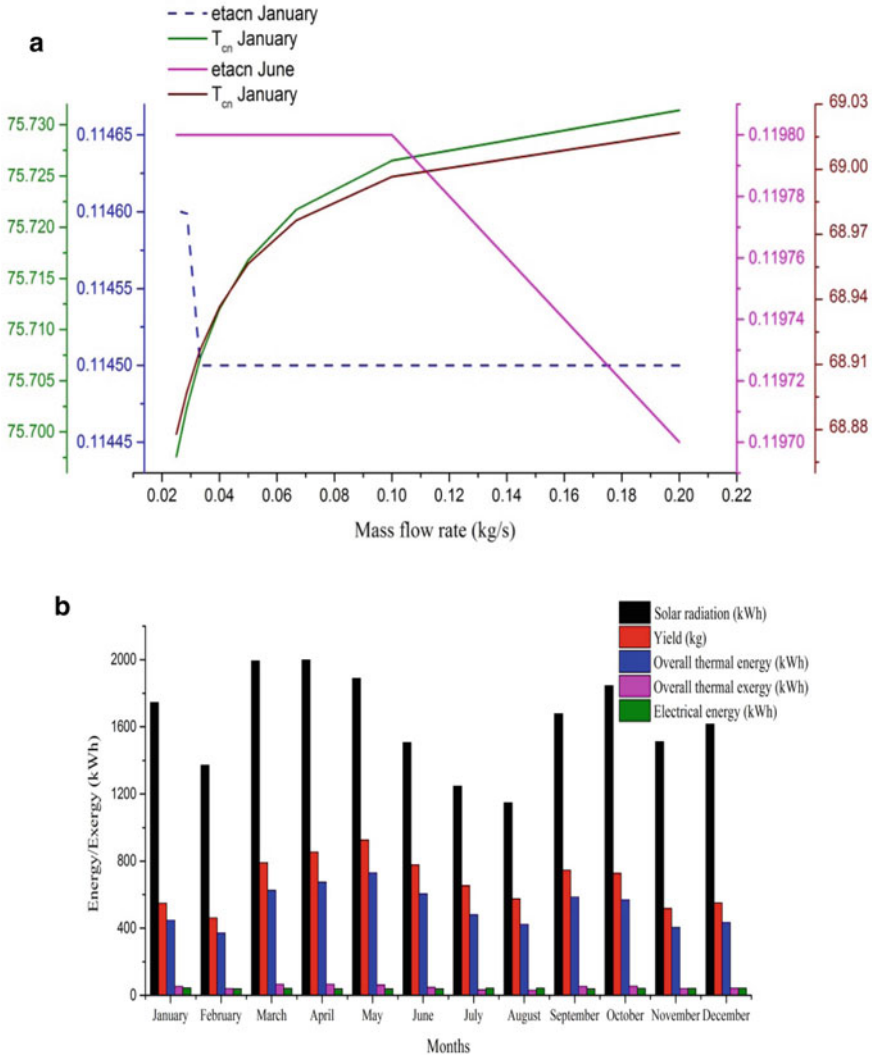 a
etacn January
Tcn January
etacn June
Tcn January
75.730
75.725
75.720
75.715
75.710
75.705
75.700
0.11465
0.11460
0.11455
0.11450
0.11445
0.11980
0.11978
0.11976
0.11974
0.11972
0.11970
69.03
69.00
68.97
68.94
68.91
68.88
0.02 0.04 0.06 0.08 0.10 0.12 0.14 0.16 0.18 0.20 0.22
Mass flow rate (kg/s)
b
Solar radiation (kWh)
Yield (kg)
Overall thermal energy (kWh)
Overall thermal exergy (kWh)
Electrical energy (kWh)
Energy/Exergy (kWh)
2000
1600
1200
800
400
0
January February March April May June July August September October November December
Months